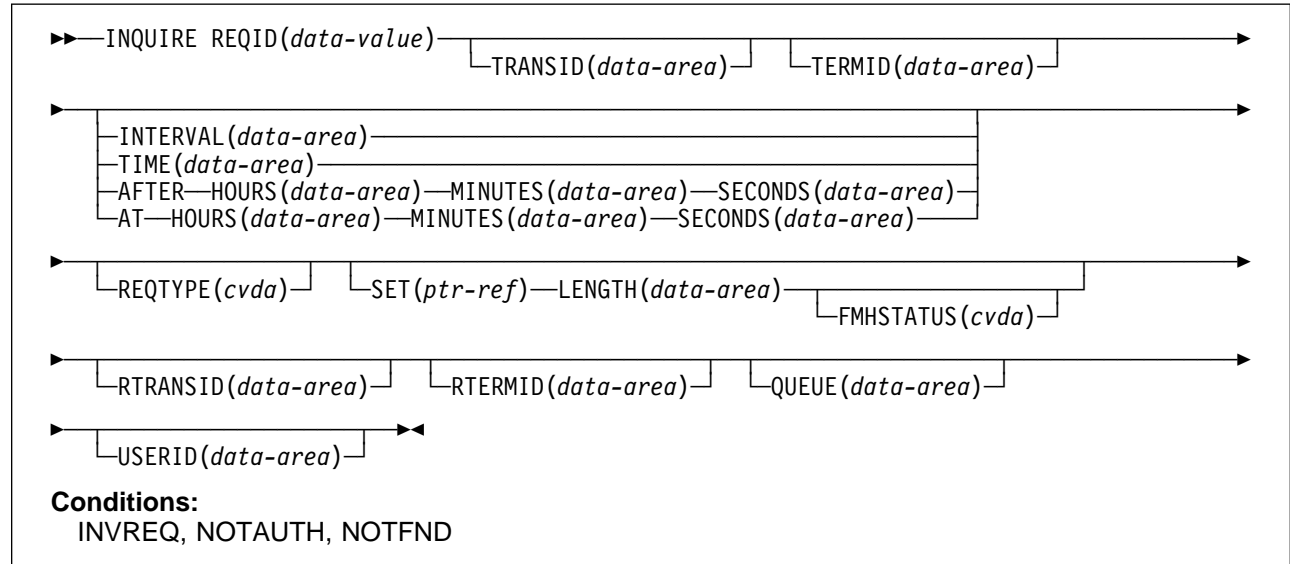 INQUIRE REQID(data-value)
TRANSID(data-area) TERMID(data-area)
INTERVAL(data-area)
TIME(data-area)
AFTER HOURS(data-area) MINUTES(data-area) SECONDS(data-area)
AT HOURS(data-area) MINUTES(data-area) SECONDS(data-area)
REQTYPE(cvda) SET(ptr-ref) LENGTH(data-area)
FMHSTATUS(cvda)
RTRANSID(data-area) RTERMID(data-area) QUEUE(data-area)
USERID(data-area)
Conditions:
INVREQ, NOTAUTH, NOTFND